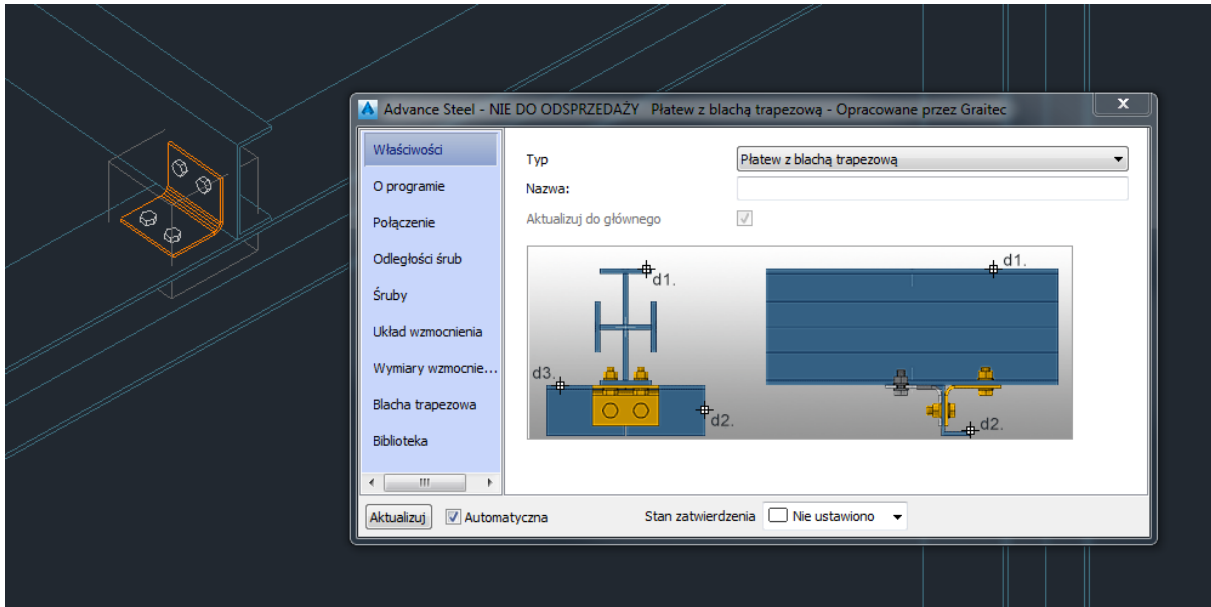 Advance Steel - NIE DO ODSPRZEDAŻY Płatew z blachą trapezową - Opracowane przez Graitec
Właściwości
O programie
Połączenie
Odległości śrub
Śruby
Układ wzmocnienia
Wymiary wzmocnie...
Blacha trapezowa
Biblioteka
Typ
Płatew z blachą trapezową
Nazwa:
Aktualizuj do głównego
d1.
d1.
d3.
d2.
d2.
Aktualizuj
Automatyczna
Stan zatwierdzenia
Nie ustawiono